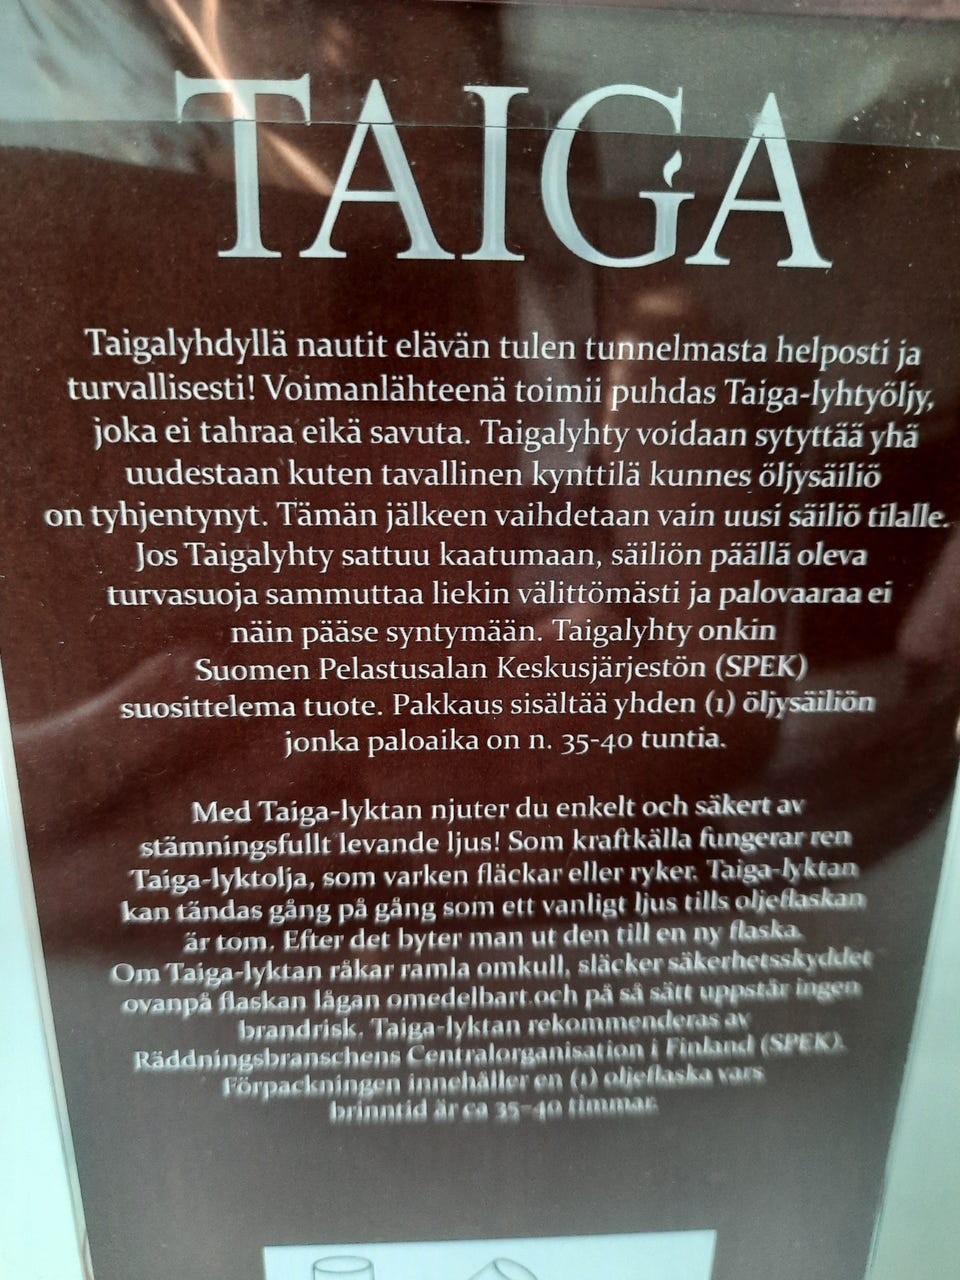 TAIGA
Taigalyhdyllä nautit elävän tulen tunnelmasta helposti ja
turvallisesti! Voimanlähteenä toimii puhdas Taiga-lyhtyöljy,
joka ei tahraa eikä savuta. Taigalyhty voidaan sytyttää yhä
uudestaan kuten tavallinen kynttilä kunnes öljysäiliö
on tyhjentynyt. Tämän jälkeen vaihdetaan vain uusi säiliö tilalle.
Jos Taigalyhty sattuu kaatumaan, säiliön päällä oleva
turvasuoja sammuttaa liekin välittömästi ja palovaaraa ei
näin pääse syntymään. Taigalyhty onkin
Suomen Pelastusalan Keskusjärjestön (SPEK)
suosittelema tuote. Pakkaus sisältää yhden (1) öljysäiliön
jonka paloaika on n. 35-40 tuntia.
Med Taiga-lyktan njuter du enkelt och säkert av
stämningsfullt levande ljus! Som kraftkälla fungerar ren
Taiga-lyktolja, som varken fläckar eller ryker. Taiga-lyktan
kan tändas gång på gång som ett vanligt ljus tills oljeflaskan
är tom. Efter det byter man ut den till en ny flaska.
Om Taiga-lyktan råkar ramla omkull, släcker säkerhetsskyddet
ovanpå flaskan lågan omedelbart och på så sätt uppstår ingen
brandrisk. Taiga-lyktan rekommenderas av
Räddningsbranschens Centralorganisation i Finland (SPEK).
Förpackningen innehåller en (1) oljeflaska vars
brinntid är ca 35-40 timmar.